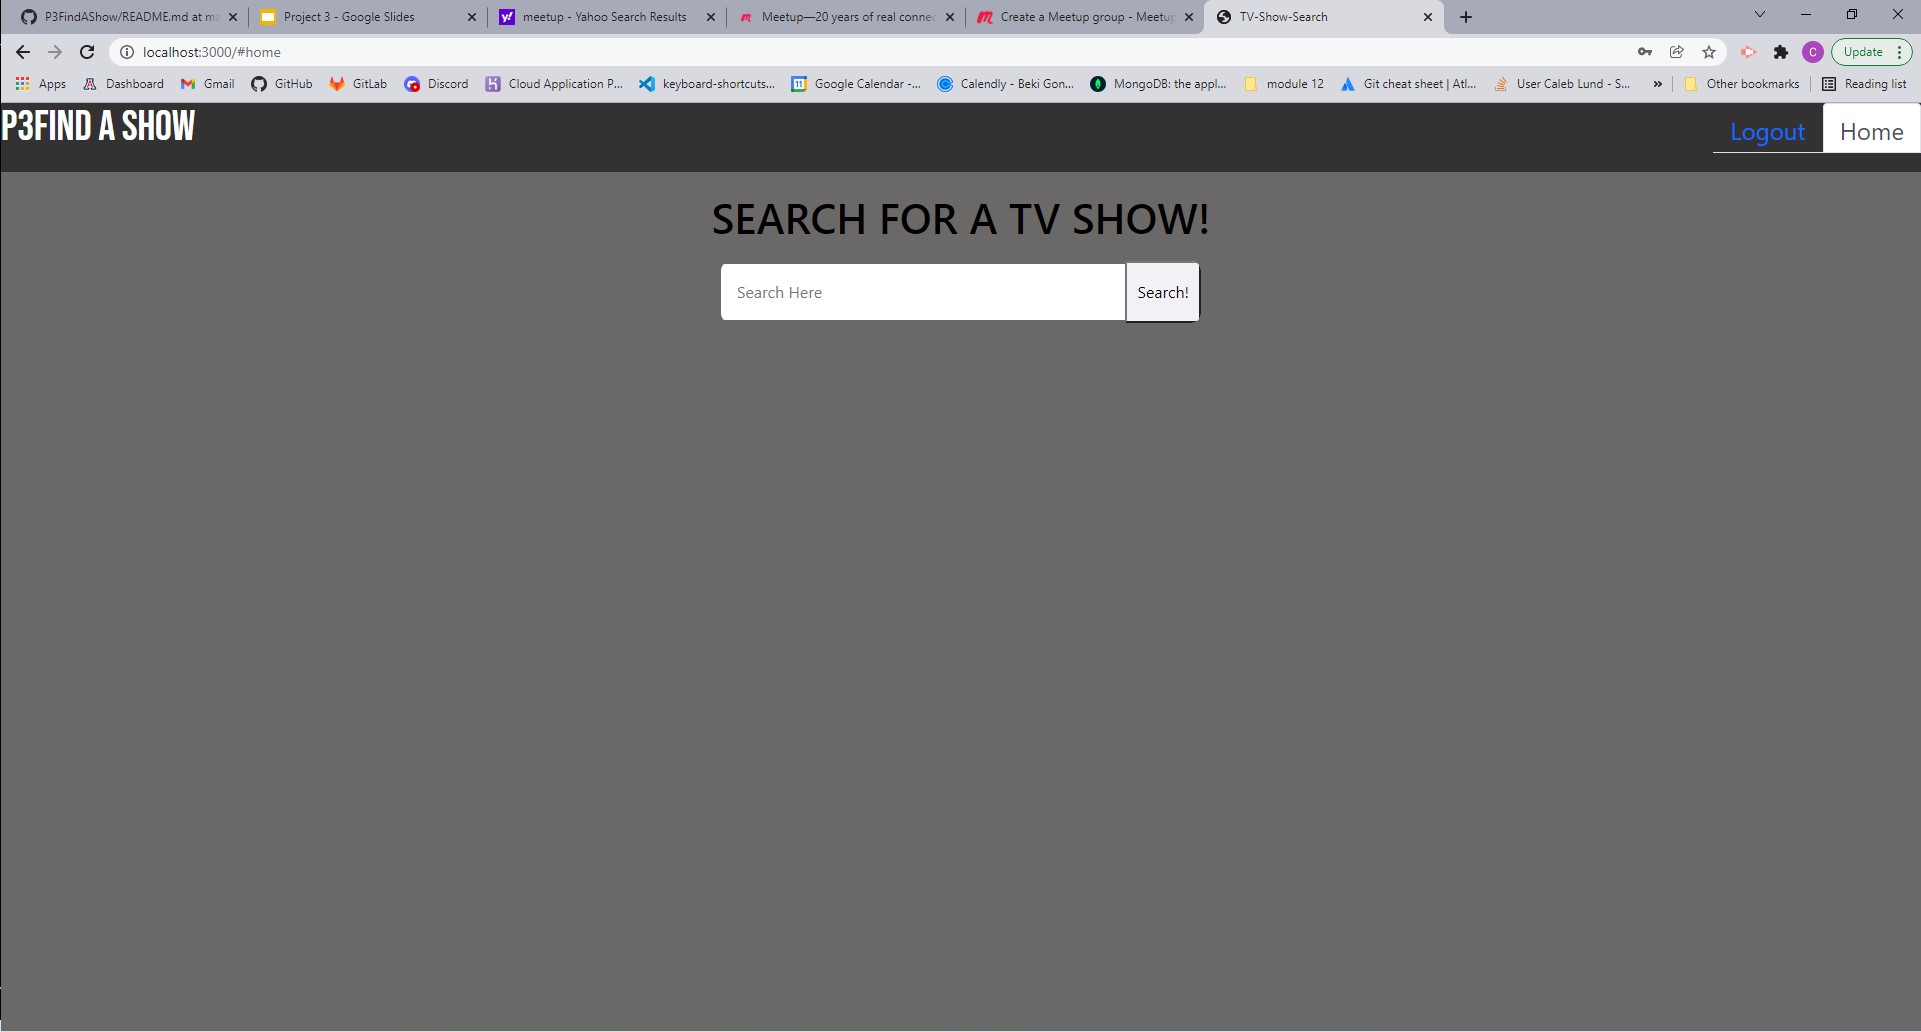 P3FindAShow/README.md at ma
Project 3 - Google Slides
meetup - Yahoo Search Results
Meetup—20 years of real connec
Create a Meetup group - Meetup
TV-Show-Search
localhost:3000/#home
C
Update
Apps
Dashboard
Gmail
GitHub
GitLab
Discord
Cloud Application P...
keyboard-shortcuts...
Google Calendar -...
Calendly - Beki Gon...
MongoDB: the appl...
module 12
Git cheat sheet | Atl...
User Caleb Lund - S...
»
Other bookmarks
Reading list
P3FIND A SHOW
Logout
Home
SEARCH FOR A TV SHOW!
Search Here
Search!